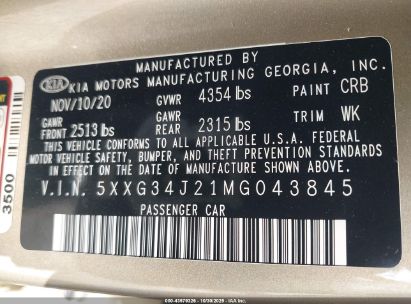 MANUFACTURED BY
KIA KIA MOTORS MANUFACTURING GEORGIA, INC.
NOV/10/20 GVWR 4354 lbs PAINT CRB
GAWR FRONT 2513 lbs GAWR REAR 2315 lbs TRIM WK
THIS VEHICLE CONFORMS TO ALL APPLICABLE U.S.A. FEDERAL
MOTOR VEHICLE SAFETY, BUMPER, AND THEFT PREVENTION STANDARDS
IN EFFECT ON THE DATE OF MANUFACTURE SHOWN ABOVE.
V.I.N. 5XXG34J21MG043845
PASSENGER CAR
3500